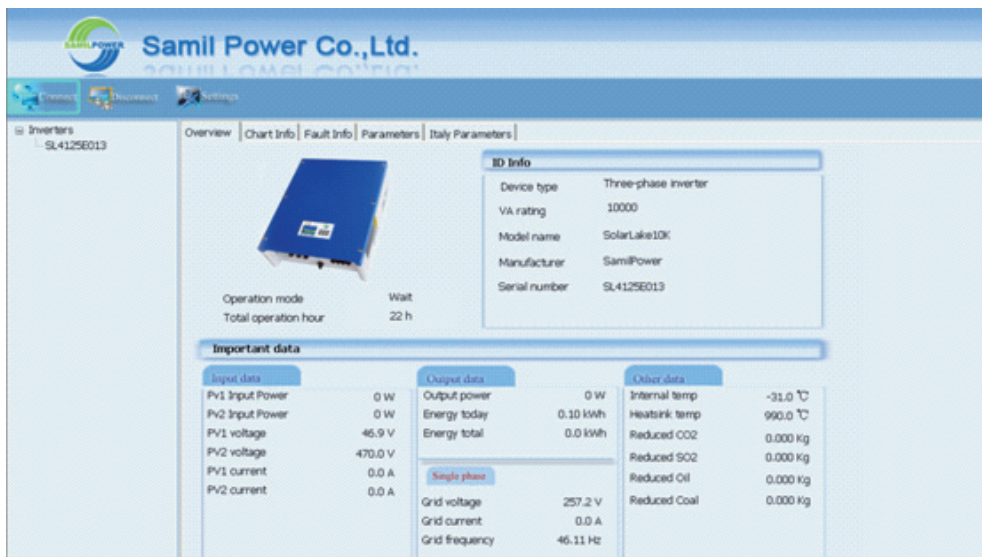 SAMILPOWER
Samil Power Co.,Ltd.
Connect Disconnect Settings
Inverters
SL4125E013
Overview Chart Info Fault Info Parameters Italy Parameters
ID Info
Device type Three-phase inverter
VA rating 10000
Model name SolarLake10K
Manufacturer SamilPower
Serial number SL4125E013
Operation mode Wait
Total operation hour 22 h
Important data
Input data
Pv1 Input Power 0 W
Pv2 Input Power 0 W
PV1 voltage 46.9 V
PV2 voltage 470.0 V
PV1 current 0.0 A
PV2 current 0.0 A
Output data
Output power 0 W
Energy today 0.10 kWh
Energy total 0.0 kWh
Single phase
Grid voltage 257.2 V
Grid current 0.0 A
Grid frequency 46.11 Hz
Other data
Internal temp -31.0 ℃
Heatsink temp 990.0 ℃
Reduced CO2 0.000 Kg
Reduced SO2 0.000 Kg
Reduced Oil 0.000 Kg
Reduced Coal 0.000 Kg